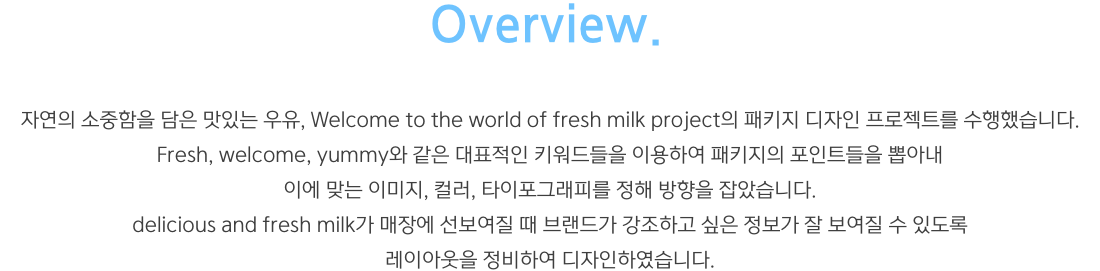 Overview.
자연의 소중함을 담은 맛있는 우유, Welcome to the world of fresh milk project의 패키지 디자인 프로젝트를 수행했습니다.
Fresh, welcome, yummy와 같은 대표적인 키워드들을 이용하여 패키지의 포인트들을 뽑아내
이에 맞는 이미지, 컬러, 타이포그래피를 정해 방향을 잡았습니다.
delicious and fresh milk가 매장에 선보여질 때 브랜드가 강조하고 싶은 정보가 잘 보여질 수 있도록
레이아웃을 정비하여 디자인하였습니다.